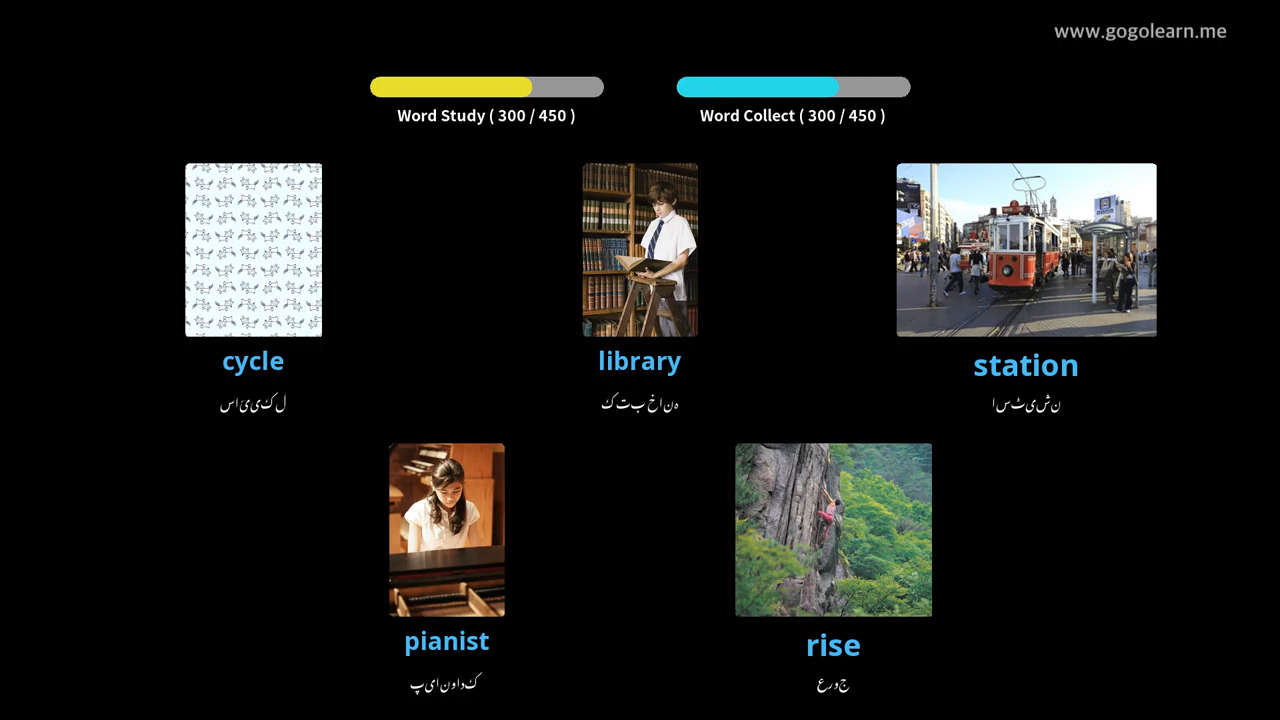 www.gogolearn.me
Word Study ( 300 / 450 )
Word Collect ( 300 / 450 )
cycle
سائیکل
library
کتب خانہ
station
اسٹیشن
pianist
پیانوادک
rise
عروج